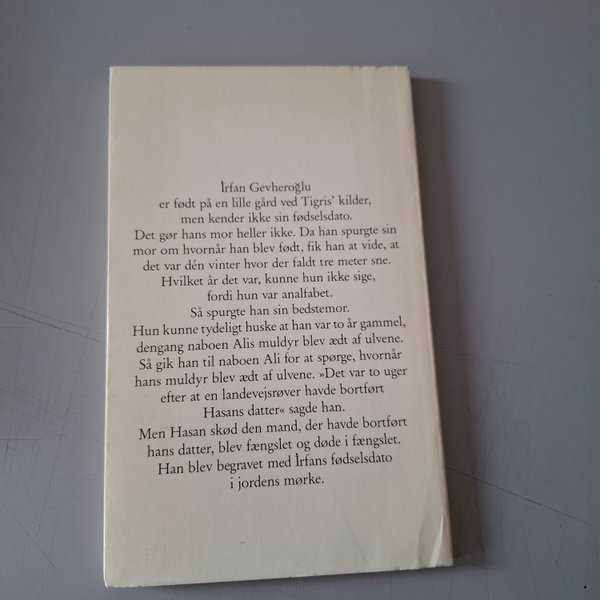 İrfan Gevheroğlu
er født på en lille gård ved Tigris' kilder,
men kender ikke sin fødselsdato.
Det gør hans mor heller ikke. Da han spurgte sin
mor om hvornår han blev født, fik han at vide, at
det var dén vinter hvor der faldt tre meter sne.
Hvilket år det var, kunne hun ikke sige,
fordi hun var analfabet.
Så spurgte han sin bedstemor.
Hun kunne tydeligt huske at han var to år gammel,
dengang naboen Alis muldyr blev ædt af ulvene.
Så gik han til naboen Ali for at spørge, hvornår
hans muldyr blev ædt af ulvene. »Det var to uger
efter at en landevejsrøver havde bortført
Hasans datter« sagde han.
Men Hasan skød den mand, der havde bortført
hans datter, blev fængslet og døde i fængslet.
Han blev begravet med İrfans fødselsdato
i jordens mørke.